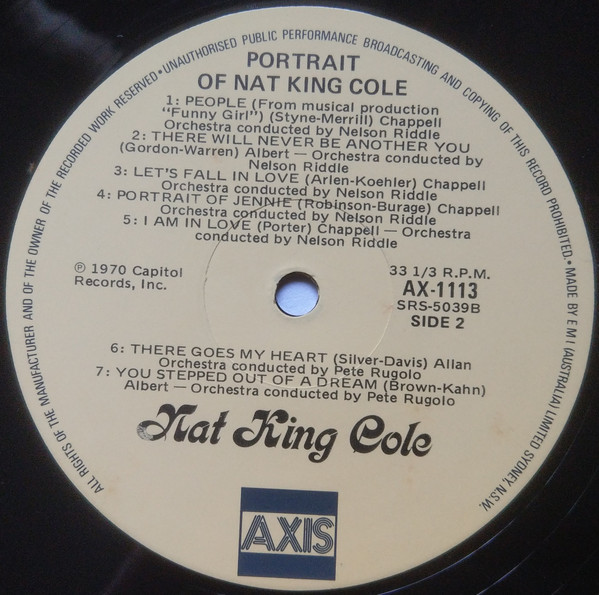 ALL RIGHTS OF THE MANUFACTURER AND OF THE OWNER OF THE RECORDED WORK RESERVED • UNAUTHORISED PUBLIC PERFORMANCE BROADCASTING AND COPYING OF THIS RECORD PROHIBITED. • MADE BY E M I (AUSTRALIA) LIMITED SYDNEY, N.S.W.
PORTRAIT
OF NAT KING COLE
1: PEOPLE (From musical production
"Funny Girl") (Styne-Merrill) Chappell
Orchestra conducted by Nelson Riddle
2: THERE WILL NEVER BE ANOTHER YOU
(Gordon-Warren) Albert — Orchestra conducted by
Nelson Riddle
3: LET'S FALL IN LOVE (Arlen-Koehler) Chappell
Orchestra conducted by Nelson Riddle
4: PORTRAIT OF JENNIE (Robinson-Burage) Chappell
Orchestra conducted by Nelson Riddle
5: I AM IN LOVE (Porter) Chappell — Orchestra
conducted by Nelson Riddle
℗ 1970 Capitol
Records, Inc.
33 1/3 R.P.M.
AX-1113
SRS-5039B
SIDE 2
6: THERE GOES MY HEART (Silver-Davis) Allan
Orchestra conducted by Pete Rugolo
7: YOU STEPPED OUT OF A DREAM (Brown-Kahn)
Albert — Orchestra conducted by Pete Rugolo
Nat King Cole
AXIS